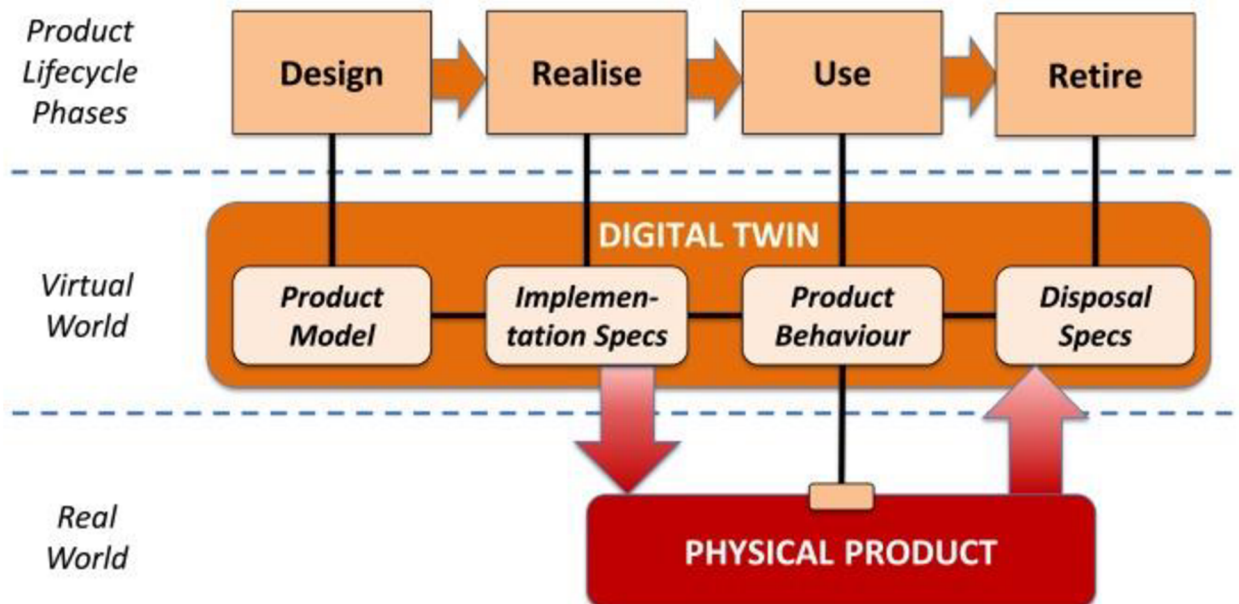 Product
Lifecycle
Phases
Design
Realise
Use
Retire
Virtual
World
DIGITAL TWIN
Product
Model
Implemen-
tation Specs
Product
Behaviour
Disposal
Specs
Real
World
PHYSICAL PRODUCT